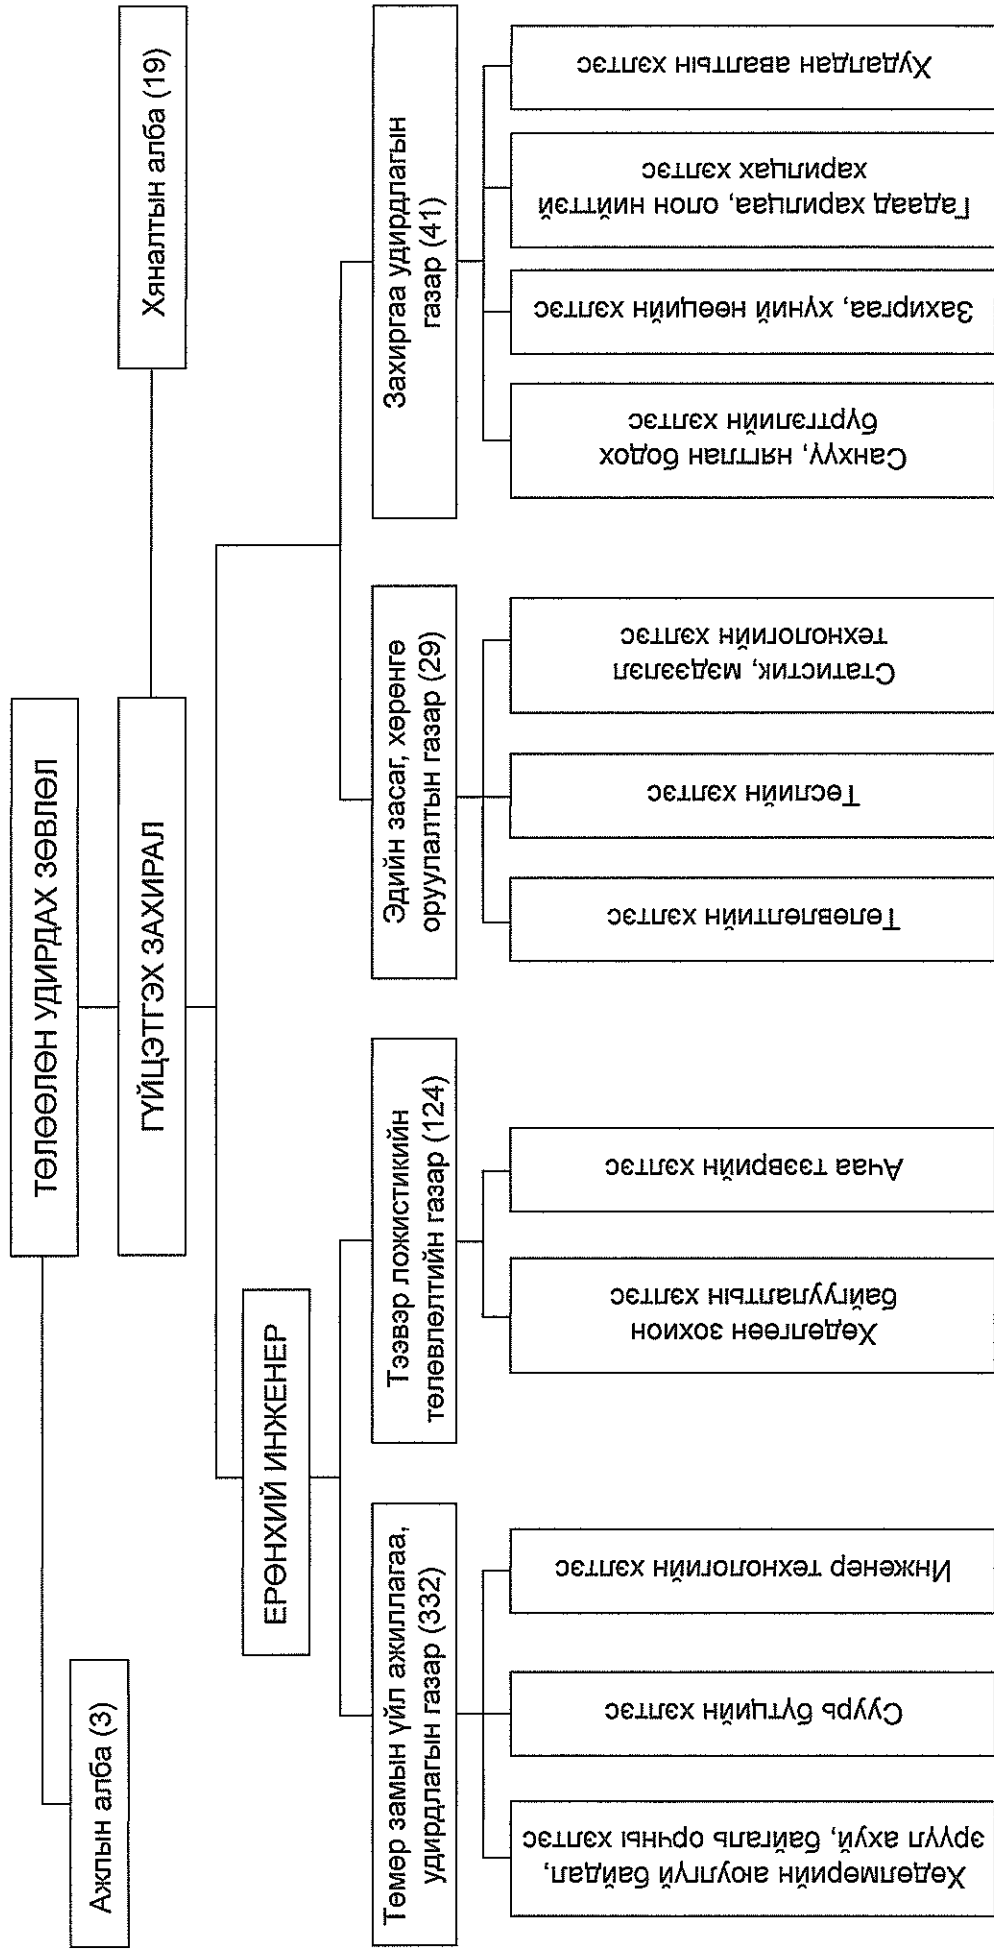 ТӨЛӨӨЛӨН УДИРДАХ ЗӨВЛӨЛ
Ажлын алба (3)
ГҮЙЦЭТГЭХ ЗАХИРАЛ
Хяналтын алба (19)
ЕРӨНХИЙ ИНЖЕНЕР
Төмөр замын үйл ажиллагаа,
удирдлагын газар (332)
Тээвэр ложистикийн
төлөвлөлтийн газар (124)
Эдийн засаг, хөрөнгө
оруулалтын газар (29)
Захиргаа удирдлагын
газар (41)
Хөдөлмөрийн аюулгүй байдал,
эрүүл ахуй, байгаль орчны хэлтэс
Суурь бүтцийн хэлтэс
Инженер технологийн хэлтэс
Хөдөлгөөн зохион
байгуулалтын хэлтэс
Ачаа тээврийн хэлтэс
Төлөвлөлтийн хэлтэс
Төслийн хэлтэс
Статистик, мэдээлэл
технологийн хэлтэс
Санхүү, нягтлан бодох
бүртгэлийн хэлтэс
Захиргаа, хүний нөөцийн хэлтэс
Гадаад харилцаа, олон нийттэй
харилцах хэлтэс
Худалдан авалтын хэлтэс